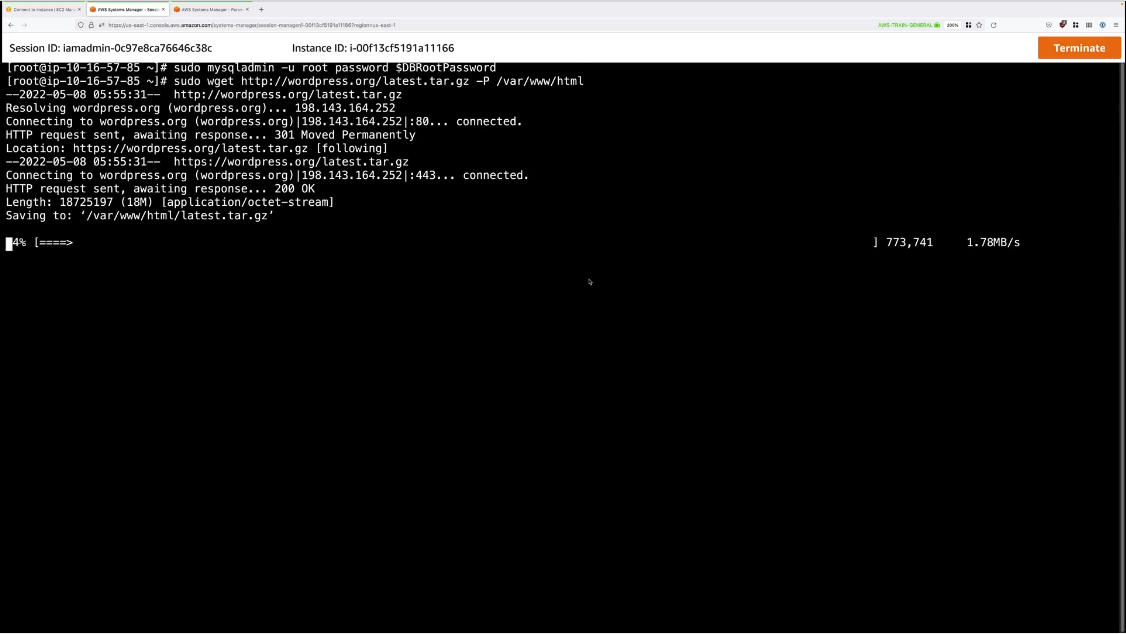 Connect to instance | EC2 Man
AWS Systems Manager - Sessi
AWS Systems Manager - Param
https://us-east-1.console.aws.amazon.com/systems-manager/session-manager/i-00f13cf5191a11166?region=us-east-1
AWS-TRAIN-GENERAL
200%
Session ID: iamadmin-0c97e8ca76646c38c
Instance ID: i-00f13cf5191a11166
Terminate
[root@ip-10-16-57-85 ~]# sudo mysqladmin -u root password $DBRootPassword
[root@ip-10-16-57-85 ~]# sudo wget http://wordpress.org/latest.tar.gz -P /var/www/html
--2022-05-08 05:55:31--  http://wordpress.org/latest.tar.gz
Resolving wordpress.org (wordpress.org)... 198.143.164.252
Connecting to wordpress.org (wordpress.org)|198.143.164.252|:80... connected.
HTTP request sent, awaiting response... 301 Moved Permanently
Location: https://wordpress.org/latest.tar.gz [following]
--2022-05-08 05:55:31--  https://wordpress.org/latest.tar.gz
Connecting to wordpress.org (wordpress.org)|198.143.164.252|:443... connected.
HTTP request sent, awaiting response... 200 OK
Length: 18725197 (18M) [application/octet-stream]
Saving to: ‘/var/www/html/latest.tar.gz’
4% [====> ] 773,741 1.78MB/s